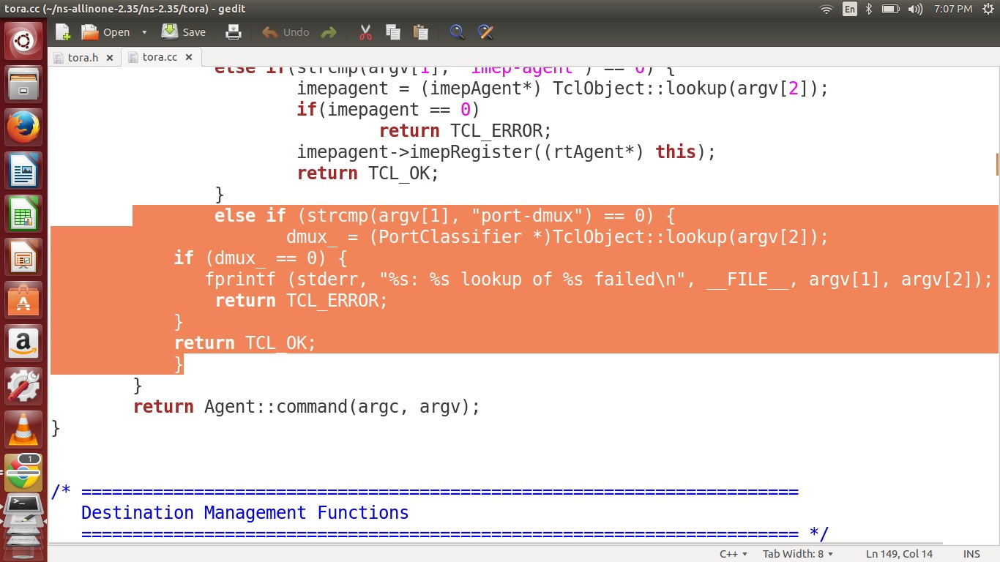 tora.cc (~/ns-allinone-2.35/ns-2.35/tora) - gedit
En
7:07 PM
Open
Save
Undo
tora.h
tora.cc
else if(strcmp(argv[1], "imep-agent") == 0) {
imepagent = (imepAgent*) TclObject::lookup(argv[2]);
if(imepagent == 0)
return TCL_ERROR;
imepagent->imepRegister((rtAgent*) this);
return TCL_OK;
}
else if (strcmp(argv[1], "port-dmux") == 0) {
dmux_ = (PortClassifier *)TclObject::lookup(argv[2]);
if (dmux_ == 0) {
fprintf (stderr, "%s: %s lookup of %s failed\n", __FILE__, argv[1], argv[2]);
return TCL_ERROR;
}
return TCL_OK;
}
}
return Agent::command(argc, argv);
}
/* ======================================================================
Destination Management Functions
====================================================================== */
C++
Tab Width: 8
Ln 149, Col 14
INS
1